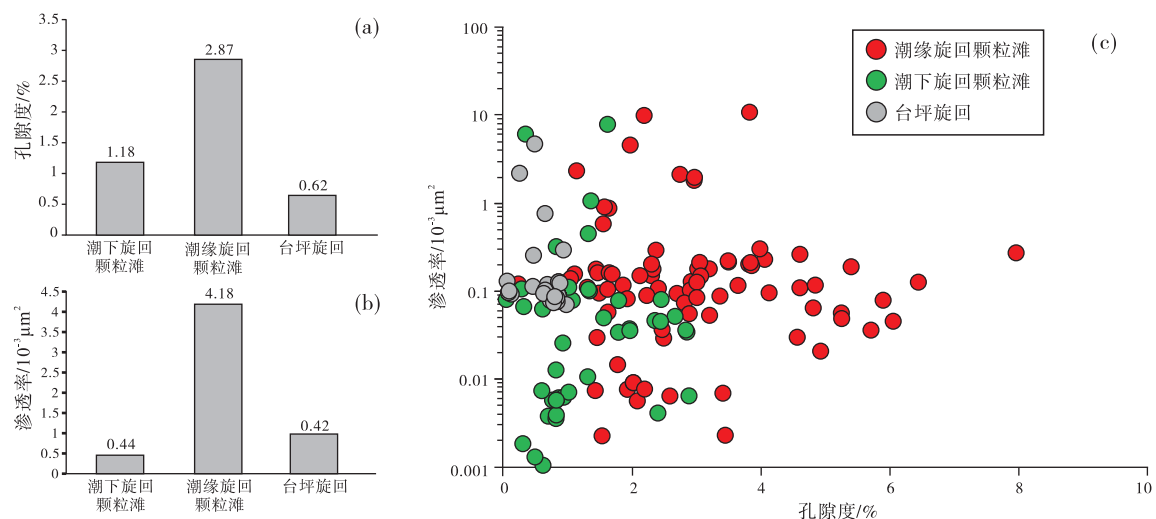 (a)
孔隙度/%
3.5
3
2.5
2
1.5
1
0.5
0
1.18
2.87
0.62
潮下旋回
颗粒滩
潮缘旋回
颗粒滩
台坪旋回
(b)
渗透率/10⁻³μm²
4.5
4
3.5
3
2.5
2
1.5
1
0.5
0
0.44
4.18
0.42
潮下旋回
颗粒滩
潮缘旋回
颗粒滩
台坪旋回
(c)
渗透率/10⁻³μm²
100
10
1
0.1
0.01
0.001
0 2 4 6 8 10
孔隙度/%
潮缘旋回颗粒滩
潮下旋回颗粒滩
台坪旋回